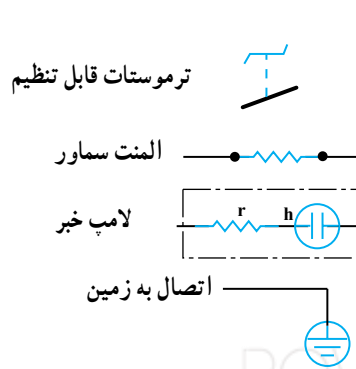 ترموستات قابل تنظیم
المنت سماور
لامپ خبر
r
h
اتصال به زمین